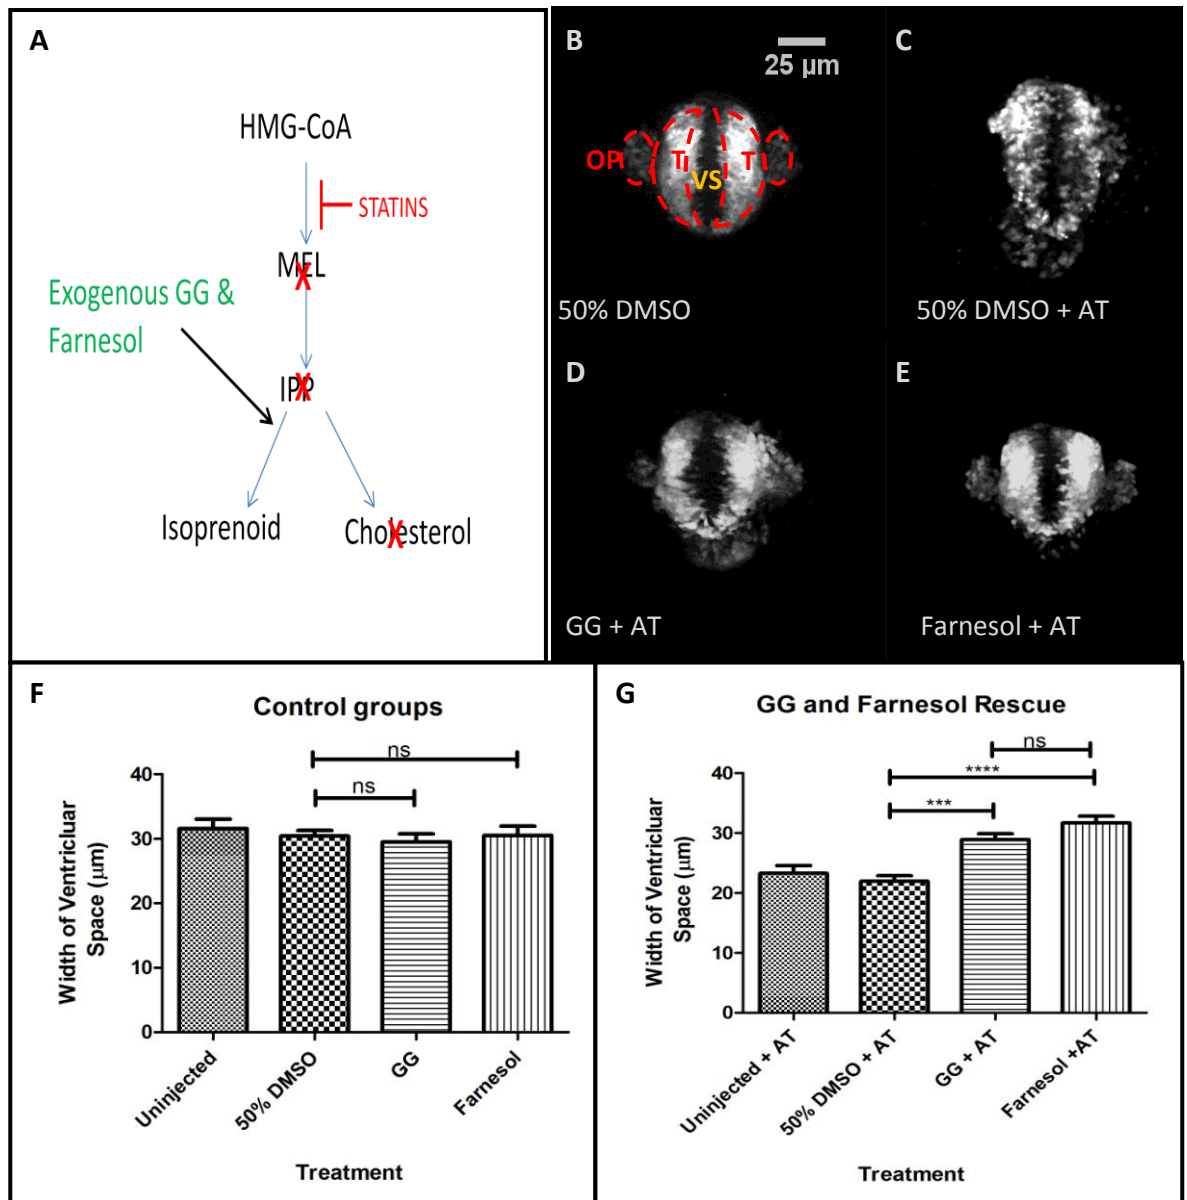 A
HMG-CoA
STATINS
MEL
X
Exogenous GG &
Farnesol
IPP
X
Isoprenoid
Cholesterol
X
B
25 µm
OP
T
VS
T
50% DMSO
C
50% DMSO + AT
D
GG + AT
E
Farnesol + AT
F
Control groups
ns
ns
40
30
20
10
0
Width of Ventricluar
Space (μm)
Uninjected
50% DMSO
GG
Farnesol
Treatment
G
GG and Farnesol Rescue
ns
****
***
40
30
20
10
0
Width of Ventricluar
Space (μm)
Uninjected + AT
50% DMSO + AT
GG + AT
Farnesol +AT
Treatment